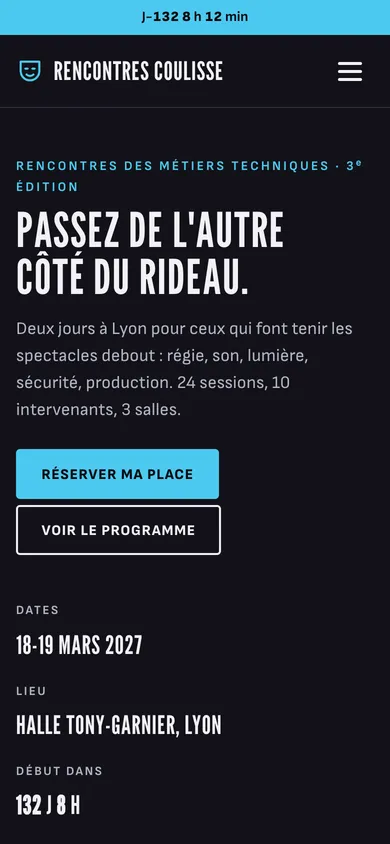 J-132 8 h 12 min
RENCONTRES COULISSE
RENCONTRES DES MÉTIERS TECHNIQUES · 3ᵉ
ÉDITION
PASSEZ DE L'AUTRE
CÔTÉ DU RIDEAU.
Deux jours à Lyon pour ceux qui font tenir les
spectacles debout : régie, son, lumière,
sécurité, production. 24 sessions, 10
intervenants, 3 salles.
RÉSERVER MA PLACE
VOIR LE PROGRAMME
DATES
18-19 MARS 2027
LIEU
HALLE TONY-GARNIER, LYON
DÉBUT DANS
132 J 8 H